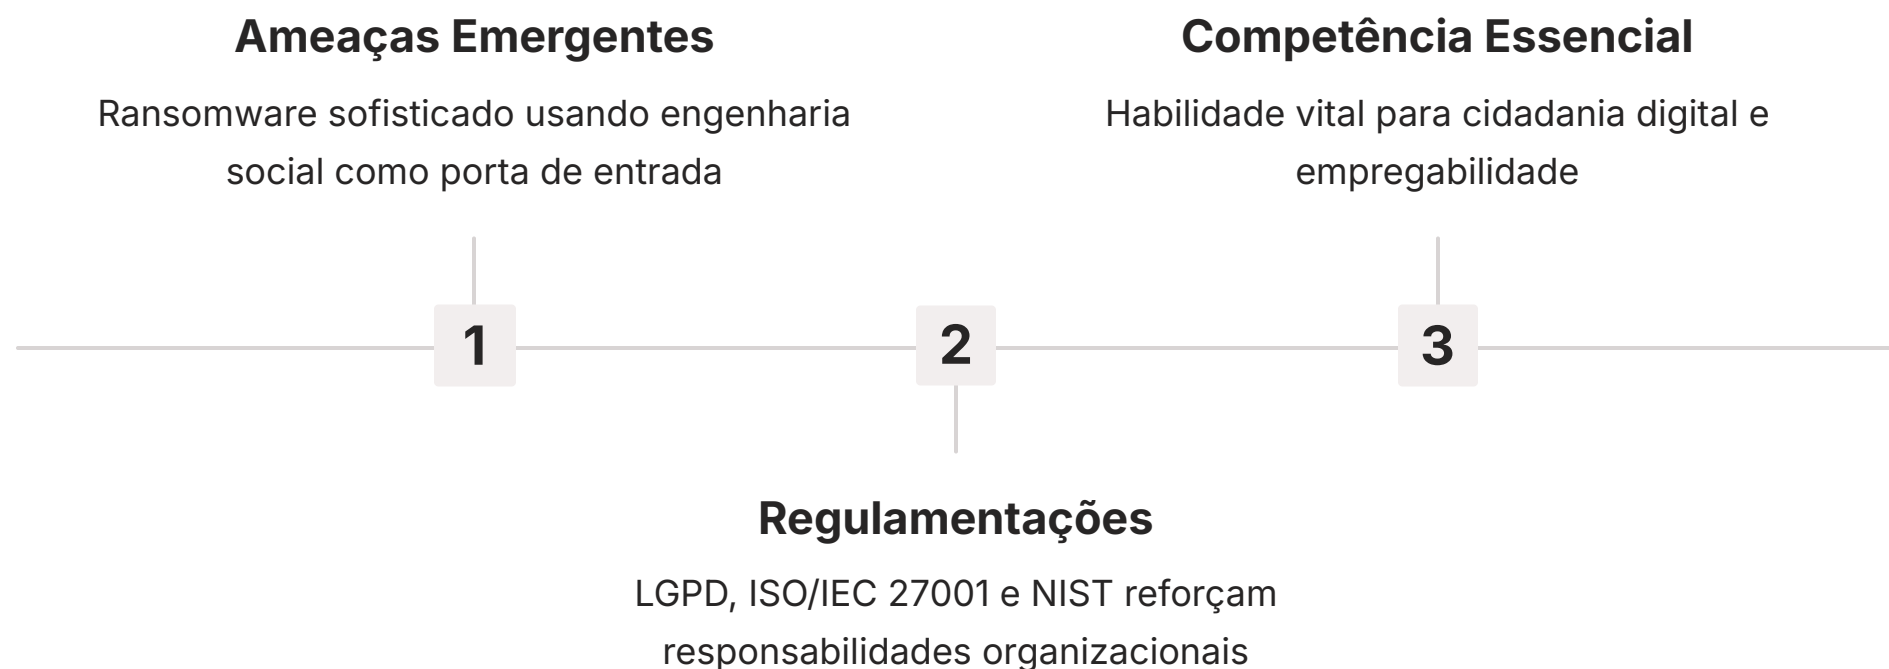 Ameaças Emergentes
Ransomware sofisticado usando engenharia
social como porta de entrada
Competência Essencial
Habilidade vital para cidadania digital e
empregabilidade
1
2
3
Regulamentações
LGPD, ISO/IEC 27001 e NIST reforçam
responsabilidades organizacionais